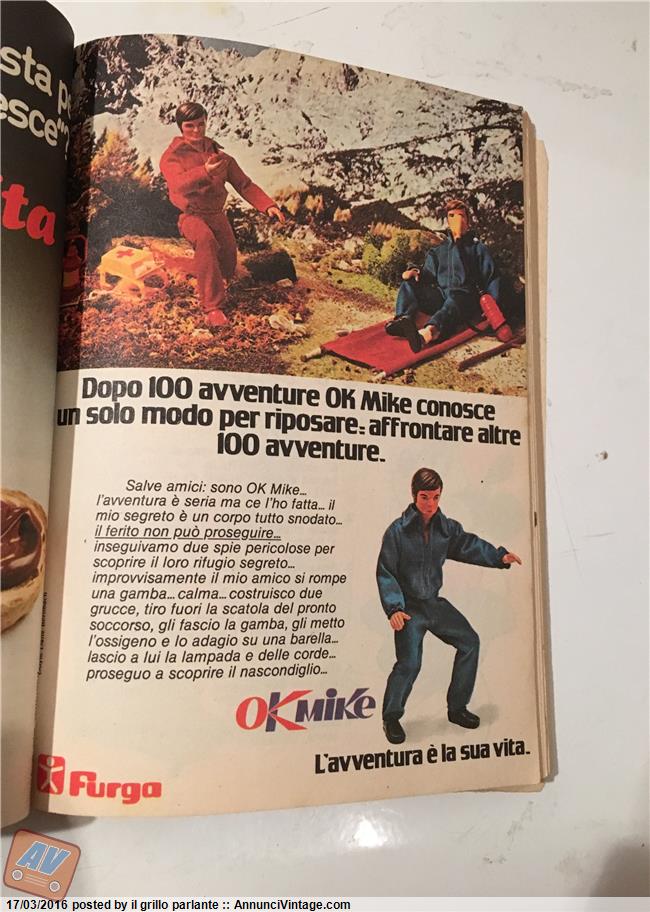 sta p
esce"?
ita
Dopo 100 avventure OK Mike conosce
un solo modo per riposare: affrontare altre
100 avventure.
Salve amici: sono OK Mike...
l'avventura è seria ma ce l'ho fatta... il
mio segreto è un corpo tutto snodato...
il ferito non può proseguire...
inseguivamo due spie pericolose per
scoprire il loro rifugio segreto...
improvvisamente il mio amico si rompe
una gamba... calma... costruisco due
grucce, tiro fuori la scatola del pronto
soccorso, gli fascio la gamba, gli metto
l'ossigeno e lo adagio su una barella...
lascio a lui la lampada e delle corde...
proseguo a scoprire il nascondiglio...
OK MIKE
L'avventura è la sua vita.
Furga
AV
17/03/2016 posted by il grillo parlante :: AnnunciVintage.com